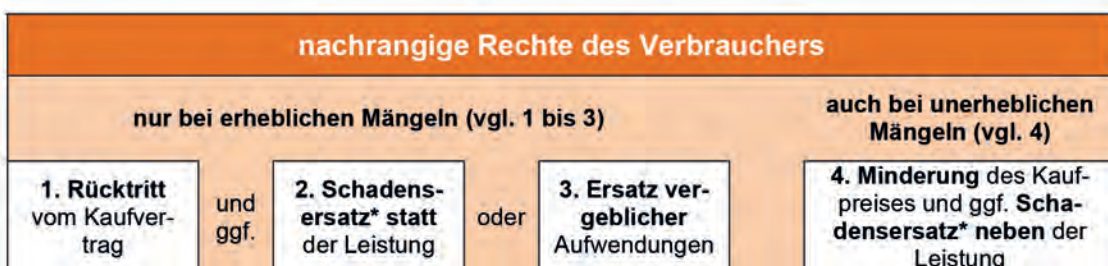 nachrangige Rechte des Verbrauchers
nur bei erheblichen Mängeln (vgl. 1 bis 3)
auch bei unerheblichen
Mängeln (vgl. 4)
1. Rücktritt
vom Kaufver-
trag
und
ggf.
2. Schadens-
ersatz* statt
der Leistung
oder
3. Ersatz ver-
geblicher
Aufwendungen
4. Minderung des Kauf-
preises und ggf. Scha-
densersatz* neben der
Leistung